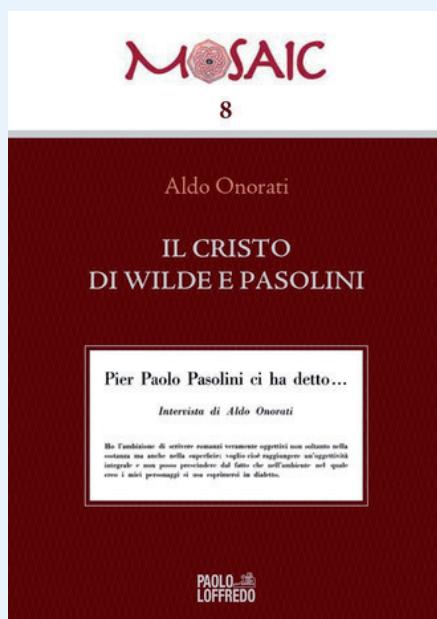 MOSAIC
8
Aldo Onorati
IL CRISTO
DI WILDE E PASOLINI
Pier Paolo Pasolini ci ha detto...
Intervista di Aldo Onorati
Ho l'ambizione di scrivere romanzi veramente oggettivi non soltanto nella
sostanza ma anche nella superficie; voglio cioè raggiungere un'oggettività
integrale e non posso prescindere dal fatto che nell'ambiente nel quale
creo i miei personaggi si usa esprimersi in dialetto.
PAOLO
LOFFREDO